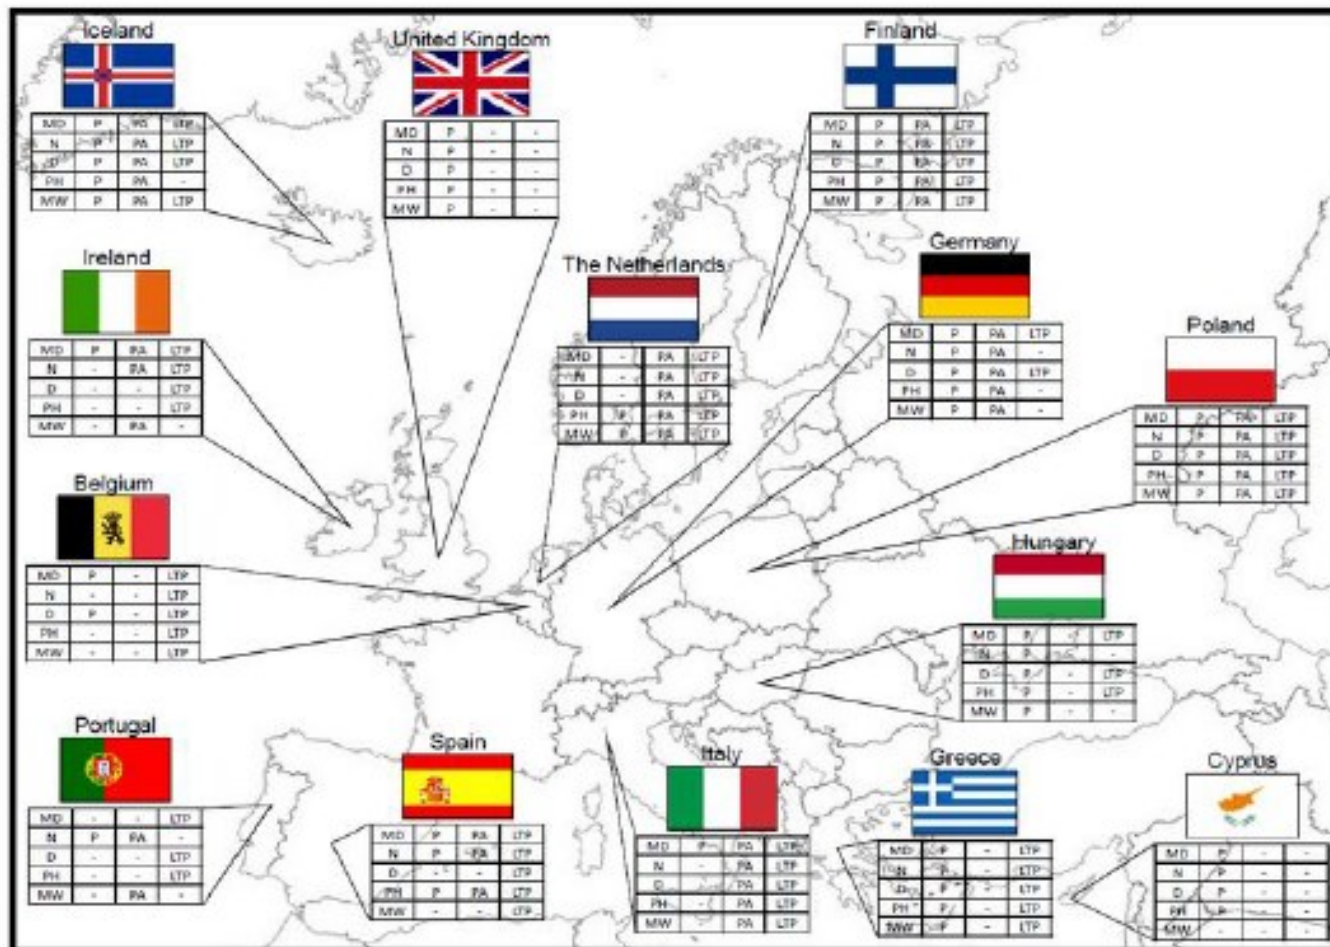 Iceland
MD P PA LTP
N P PA LTP
D P PA LTP
PH P PA -
MW P PA LTP
United Kingdom
MD P - -
N P - -
D P - -
PH P - -
MW P - -
Finland
MD P PA LTP
N P PA LTP
D P PA LTP
PH P PA LTP
MW P PA LTP
Ireland
MD P PA LTP
N - PA LTP
D - - LTP
PH - - LTP
MW - PA -
The Netherlands
MD - PA LTP
N - PA LTP
D - PA LTP
PH P PA LTP
MW P PA LTP
Germany
MD P PA LTP
N P PA -
D P PA LTP
PH P PA -
MW P PA -
Poland
MD P PA LTP
N P PA LTP
D P PA LTP
PH P PA LTP
MW P PA LTP
Belgium
MD P - LTP
N - - LTP
D P - LTP
PH - - LTP
MW - - LTP
Hungary
MD P - LTP
N P - -
D P - LTP
PH P - LTP
MW P - -
Portugal
MD - - LTP
N P PA -
D - - LTP
PH - - LTP
MW - PA -
Spain
MD P PA LTP
N P PA LTP
D - - LTP
PH P PA LTP
MW - - LTP
Italy
MD P PA LTP
N - PA LTP
D - PA LTP
PH - PA LTP
MW - PA LTP
Greece
MD P - LTP
N P - LTP
D P - LTP
PH P - LTP
MW - - LTP
Cyprus
MD P - -
N P - -
D P - -
PH P - -
MW - - -